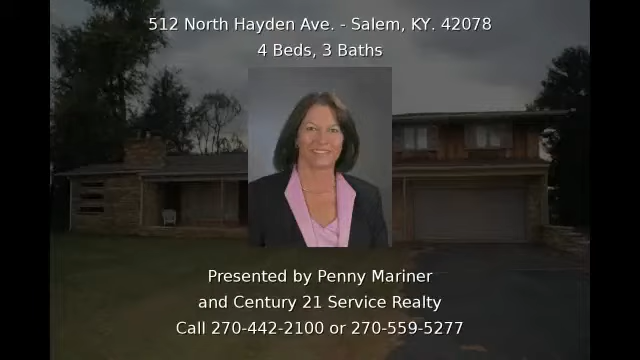 512 North Hayden Ave. - Salem, KY. 42078
4 Beds, 3 Baths
Presented by Penny Mariner
and Century 21 Service Realty
Call 270-442-2100 or 270-559-5277